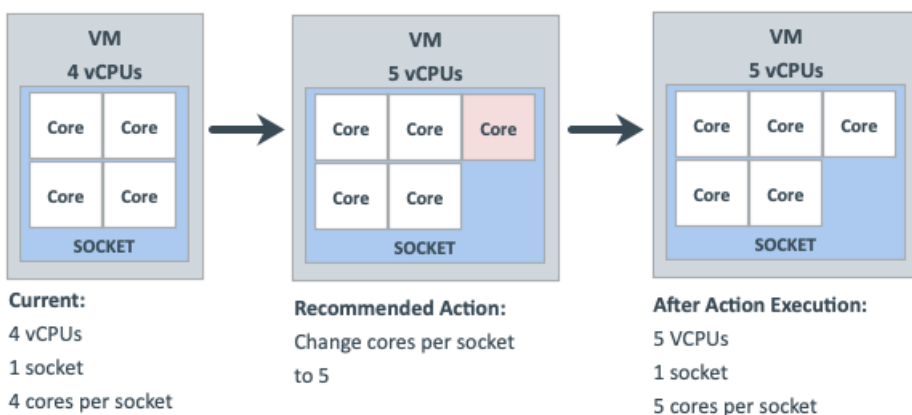 VM
4 vCPUs
Core Core
Core Core
SOCKET
VM
5 vCPUs
Core Core Core
Core Core
SOCKET
VM
5 vCPUs
Core Core Core
Core Core
SOCKET
Current:
4 vCPUs
1 socket
4 cores per socket
Recommended Action:
Change cores per socket
to 5
After Action Execution:
5 VCPUs
1 socket
5 cores per socket